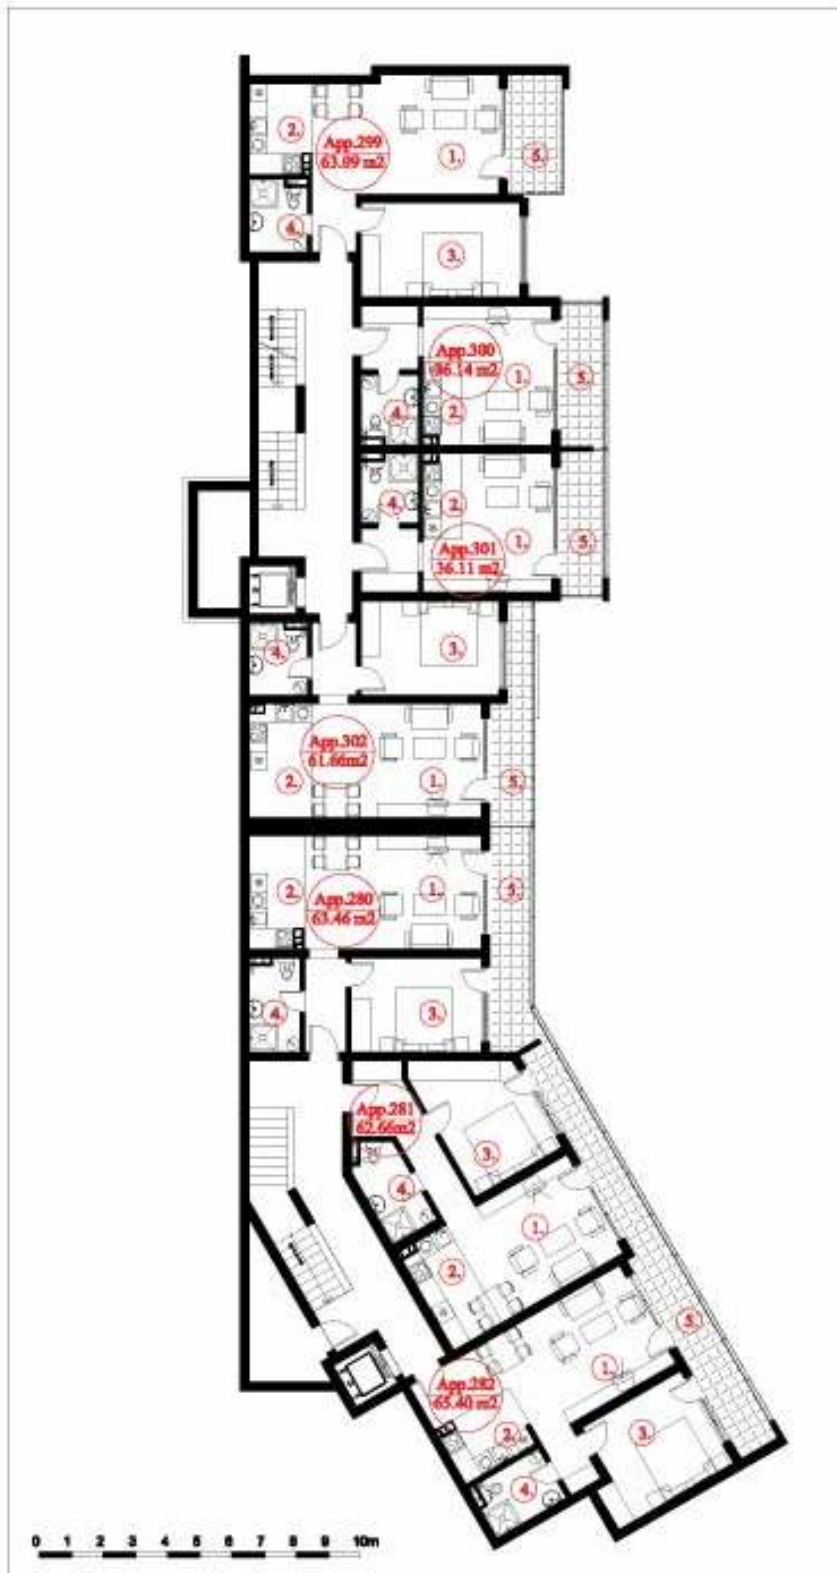 App.299
2.
63.09 m2
1.
5.
4.
3.
App.300
36.14 m2
1.
5.
2.
4.
4.
2.
1.
5.
App.301
36.11 m2
4.
3.
App.302
61.66m2
2.
1.
5.
2.
1.
5.
App.280
63.46 m2
4.
3.
App.281
62.66m2
3.
4.
1.
2.
5.
1.
App.282
65.40 m2
2.
3.
4.
0 1 2 3 4 5 6 7 8 9 10m